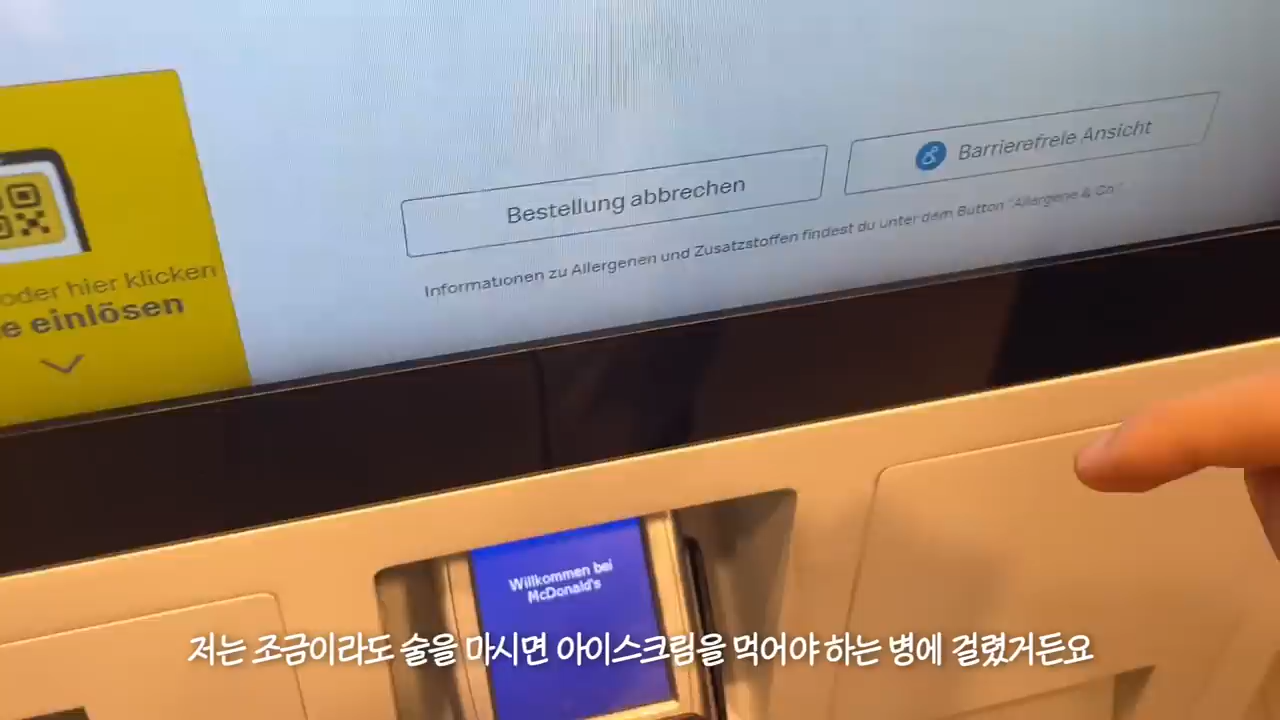 Barrierefreie Ansicht
Bestellung abbrechen
Informationen zu Allergenen und Zusatzstoffen findest du unter dem Button "Allergene & Co"
oder hier klicken
e einlösen
Willkommen bei
McDonald's
저는 조금이라도 술을 마시면 아이스크림을 먹어야 하는 병에 걸렸거든요